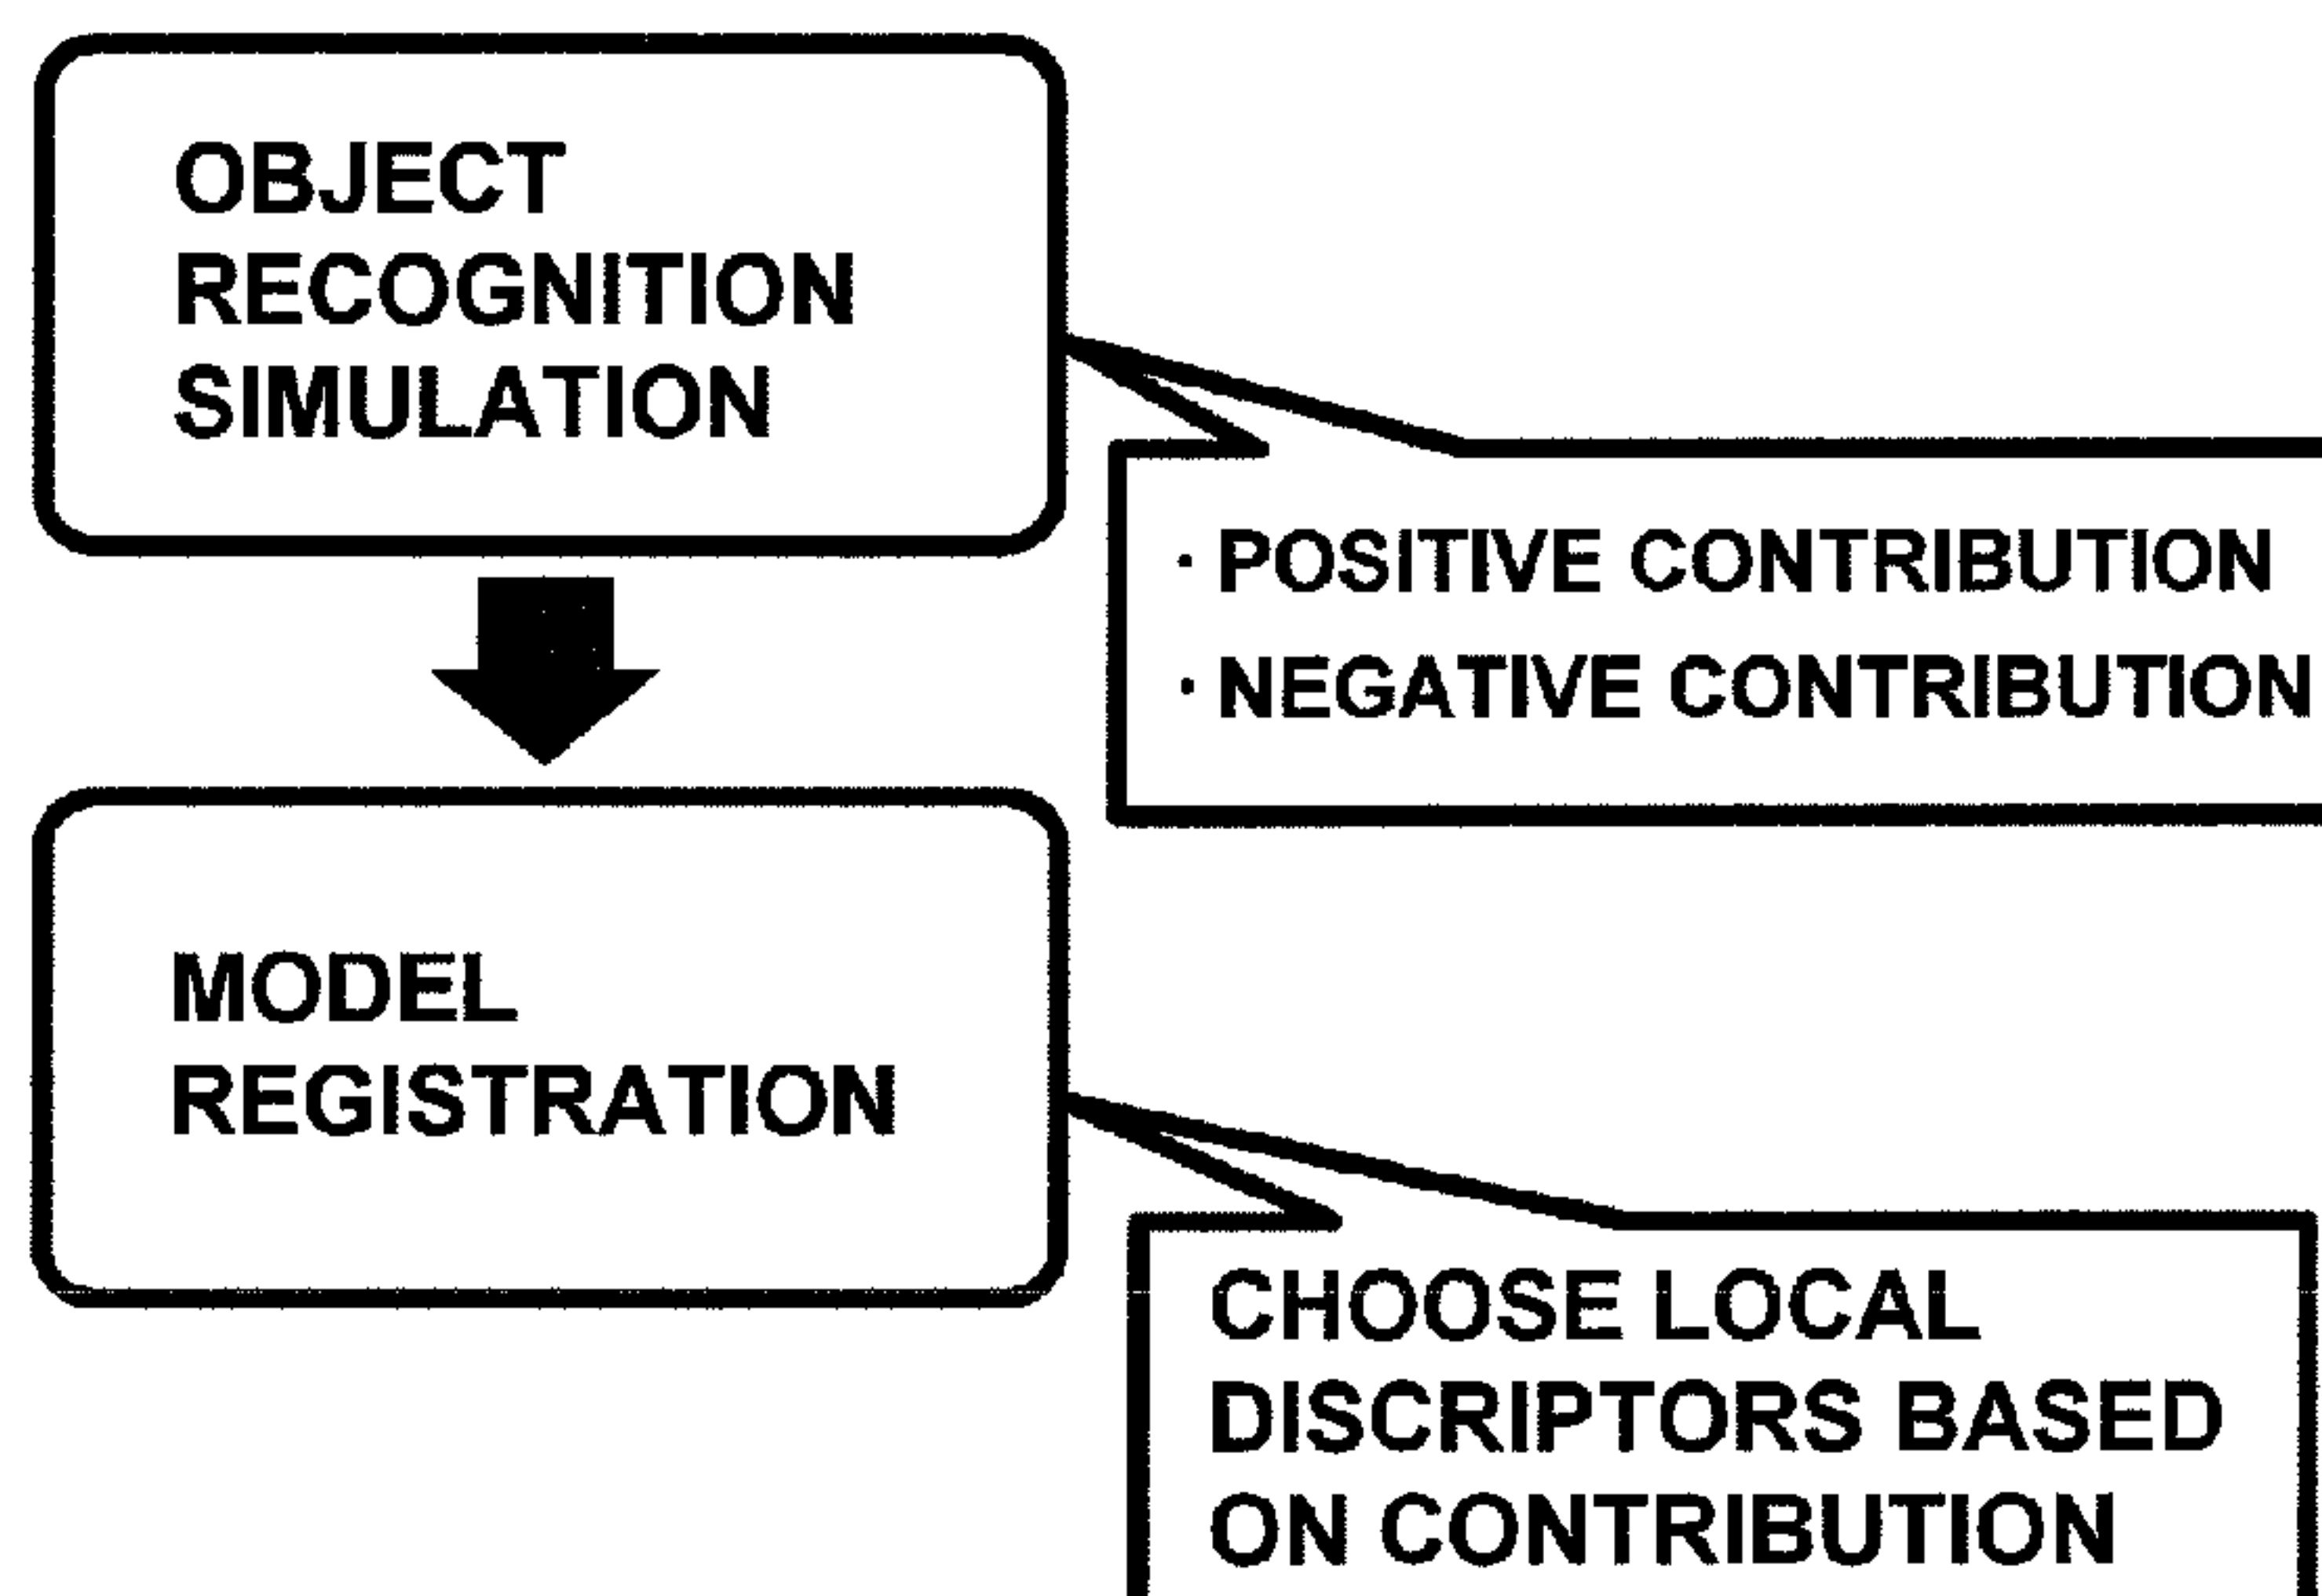 OBJECT
RECOGNITION
SIMULATION
· POSITIVE CONTRIBUTION
· NEGATIVE CONTRIBUTION
MODEL
REGISTRATION
CHOOSE LOCAL
DISCRIPTORS BASED
ON CONTRIBUTION